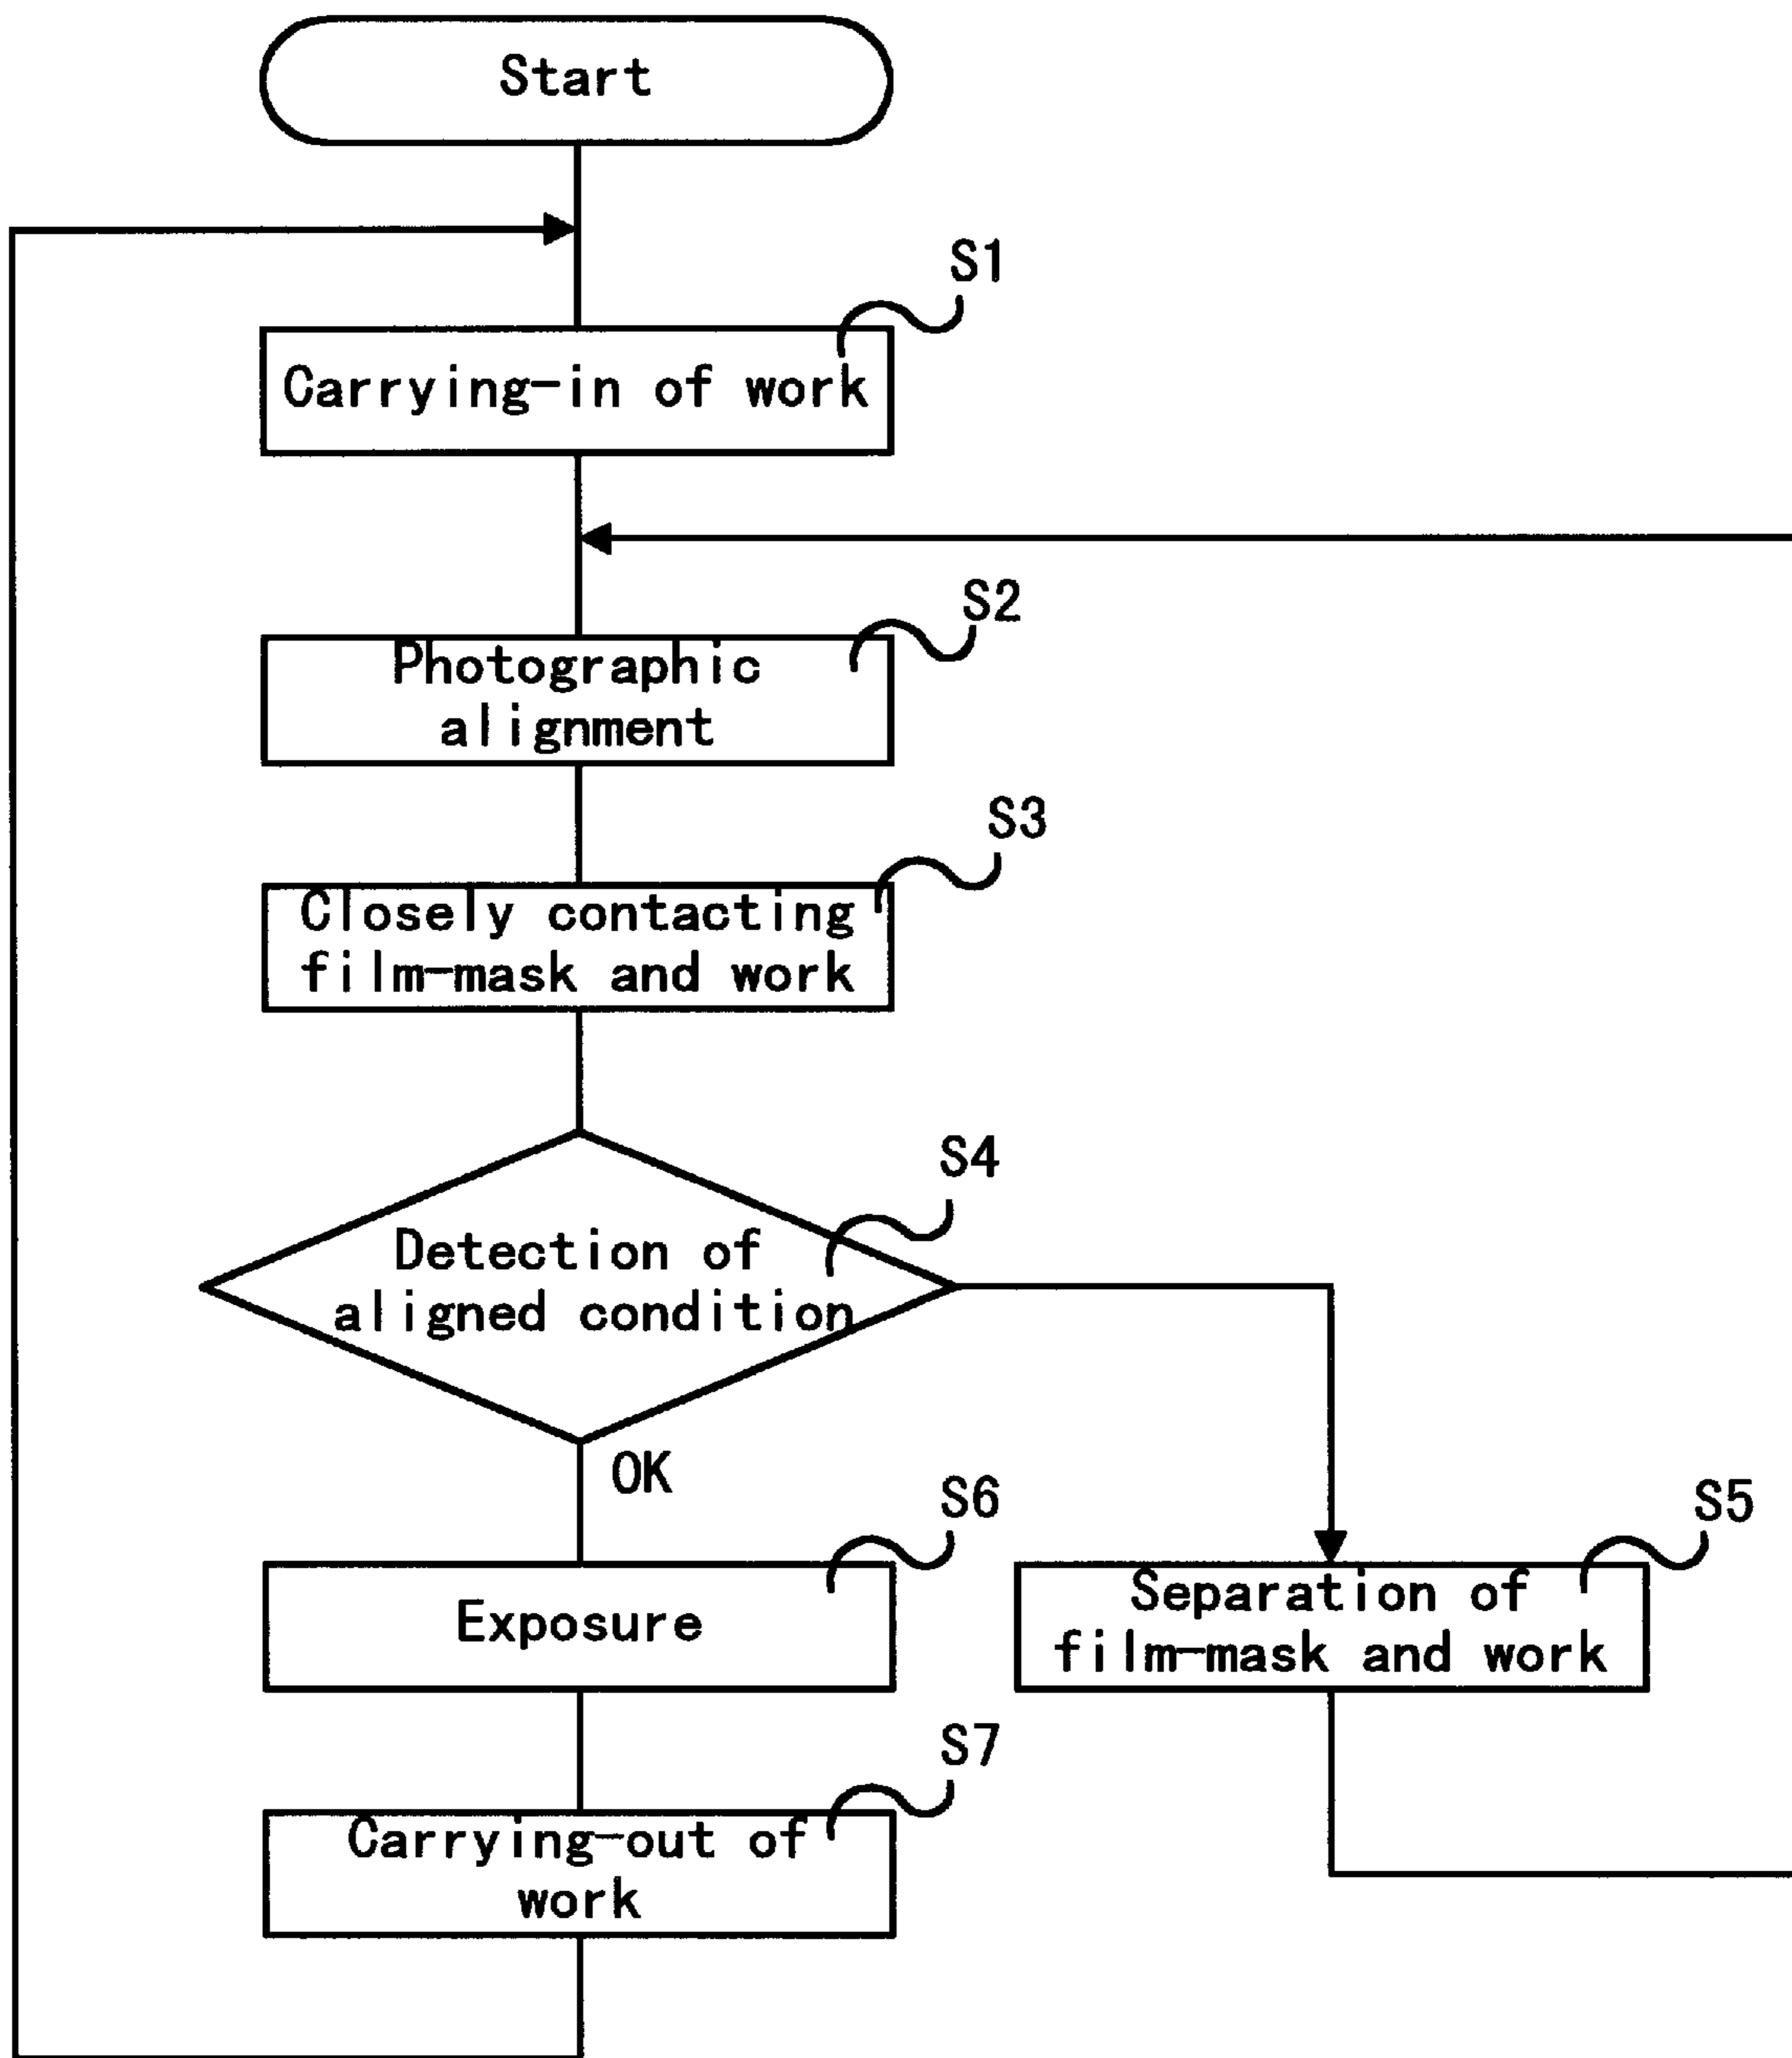 Start
S1
Carrying-in of work
S2
Photographic
alignment
S3
Closely contacting
film-mask and work
S4
Detection of
aligned condition
OK
S6
Exposure
S5
Separation of
film-mask and work
S7
Carrying-out of
work